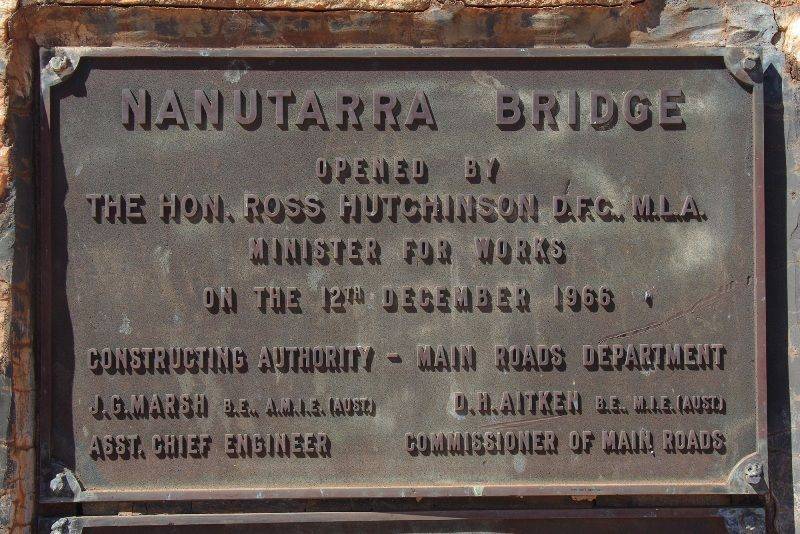 NANUTARRA BRIDGE
OPENED BY
THE HON. ROSS HUTCHINSON D.F.C., M.L.A.
MINISTER FOR WORKS
ON THE 12TH DECEMBER 1966
CONSTRUCTING AUTHORITY - MAIN ROADS DEPARTMENT
J.G. MARSH B.E., A.M.I.E. (AUST.) D.H. AITKEN B.E., M.I.E. (AUST.)
ASST. CHIEF ENGINEER COMMISSIONER OF MAIN ROADS